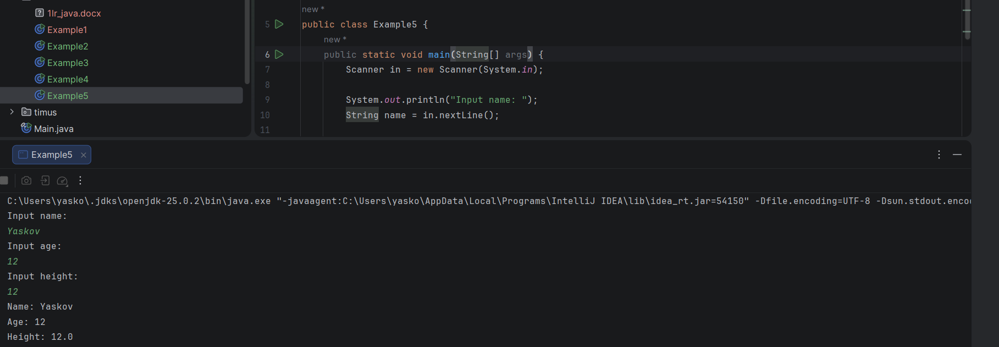 1lr_java.docx
Example1
Example2
Example3
Example4
Example5
timus
Main.java
new *
5 public class Example5 {
new *
6 public static void main(String[] args) {
7 Scanner in = new Scanner(System.in);
8
9 System.out.println("Input name: ");
10 String name = in.nextLine();
11
Example5
C:\Users\yasko\.jdks\openjdk-25.0.2\bin\java.exe "-javaagent:C:\Users\yasko\AppData\Local\Programs\IntelliJ IDEA\lib\idea_rt.jar=54150" -Dfile.encoding=UTF-8 -Dsun.stdout.enco
Input name:
Yaskov
Input age:
12
Input height:
12
Name: Yaskov
Age: 12
Height: 12.0